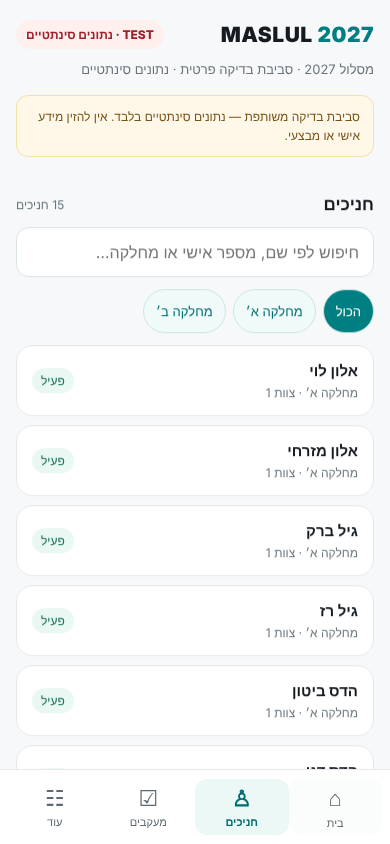 MASLUL 2027
TEST · נתונים סינתטיים
מסלול 2027 · סביבת בדיקה פרטית · נתונים סינתטיים
סביבת בדיקה משותפת — נתונים סינתטיים בלבד. אין להזין מידע
אישי או מבצעי.
חניכים
15 חניכים
חיפוש לפי שם, מספר אישי או מחלקה...
הכול
מחלקה א׳
מחלקה ב׳
אלון לוי
מחלקה א׳ · צוות 1
פעיל
אלון מזרחי
מחלקה א׳ · צוות 1
פעיל
גיל ברק
מחלקה א׳ · צוות 1
פעיל
גיל רז
מחלקה א׳ · צוות 1
פעיל
הדס ביטון
מחלקה א׳ · צוות 1
פעיל
בית
חניכים
מעקבים
עוד